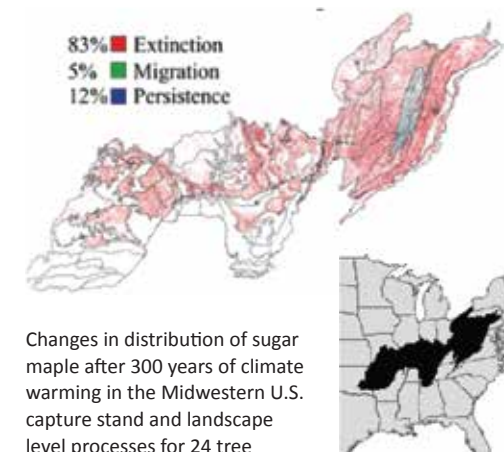 83% Extinction
5% Migration
12% Persistence
Changes in distribution of sugar
maple after 300 years of climate
warming in the Midwestern U.S.
capture stand and landscape
level processes for 24 tree